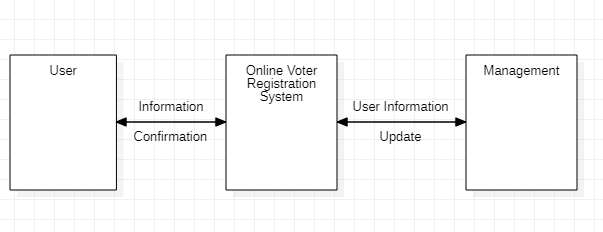 User
Online Voter
Registration
System
Management
Information
Confirmation
User Information
Update